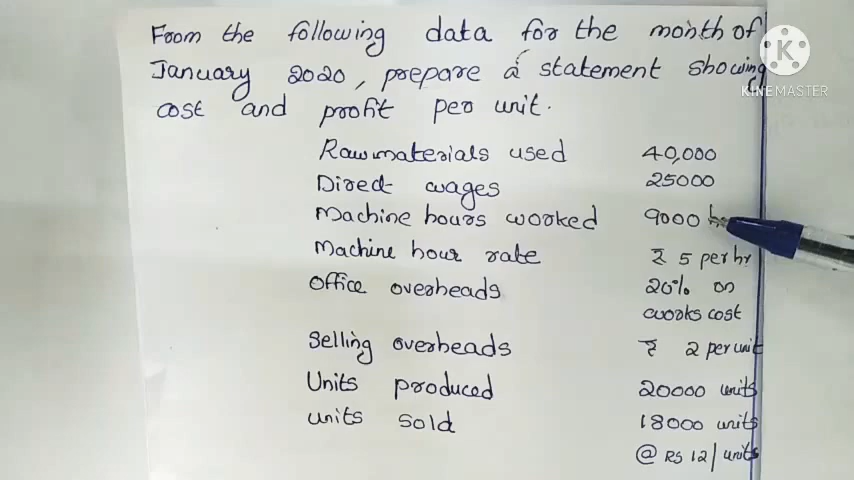 From the following data for the month of
January 2020, prepare a statement showing
cost and profit per unit.
K
KINEMASTER
Raw materials used 40,000
Direct wages 25000
Machine hours worked 9000 h
Machine hour rate ₹ 5 per hr
Office overheads 20% on
works cost
Selling overheads ₹ 2 per unit
Units produced 20000 units
units sold 18000 units
@ RS 12/units